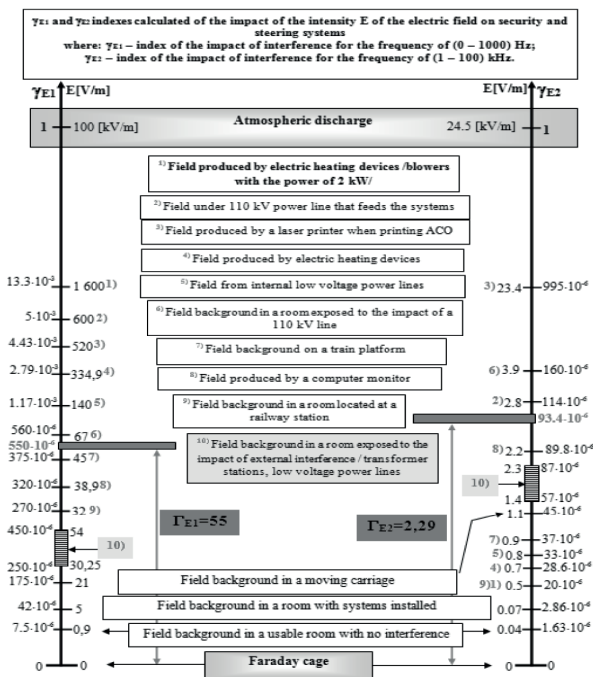 γE1 and γE2 indexes calculated of the impact of the intensity E of the electric field on security and
steering systems
where: γE1 – index of the impact of interference for the frequency of (0 – 1000) Hz;
γE2 – index of the impact of interference for the frequency of (1 – 100) kHz.
γE1 E[V/m]
E[V/m] γE2
Atmospheric discharge
1 100 [kV/m]
24.5 [kV/m] 1
1) Field produced by electric heating devices /blowers
with the power of 2 kW/
2) Field under 110 kV power line that feeds the systems
3) Field produced by a laser printer when printing ACO
4) Field produced by electric heating devices
5) Field from internal low voltage power lines
6) Field background in a room exposed to the impact of a
110 kV line
7) Field background on a train platform
8) Field produced by a computer monitor
9) Field background in a room located at a
railway station
10) Field background in a room exposed to the
impact of external interference / transformer
stations, low voltage power lines
13.3·10-3 1 600 1)
5·10-3 600 2)
4.43·10-3 520 3)
2.79·10-3 334,9 4)
1.17·10-3 140 5)
560·10-6 67 6)
550·10-6
375·10-6 45 7)
320·10-6 38,9 8)
270·10-6 32 9)
450·10-6 54
10)
250·10-6 30,25
175·10-6 21
42·10-6 5
7.5·10-6 0,9
0 0
3) 23.4 995·10-6
6) 3.9 160·10-6
2) 2.8 114·10-6
93.4·10-6
8) 2.2 89.8·10-6
2.3 87·10-6
10)
1.4 57·10-6
1.1 45·10-6
7) 0.9 37·10-6
5) 0.8 33·10-6
4) 0.7 28.6·10-6
9)1) 0.5 20·10-6
0.07 2.86·10-6
0.04 1.63·10-6
0 0
ΓE1=55
ΓE2=2,29
Field background in a moving carriage
Field background in a room with systems installed
Field background in a usable room with no interference
Faraday cage